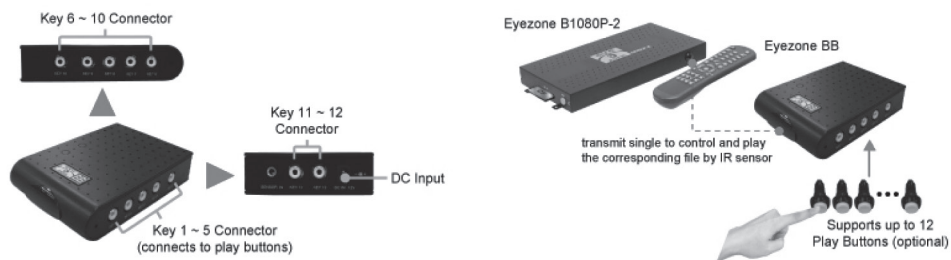 Key 6 ~ 10 Connector
Key 11 ~ 12
Connector
DC Input
Key 1 ~ 5 Connector
(connects to play buttons)
Eyezone B1080P-2
Eyezone BB
transmit single to control and play
the corresponding file by IR sensor
Supports up to 12
Play Buttons (optional)